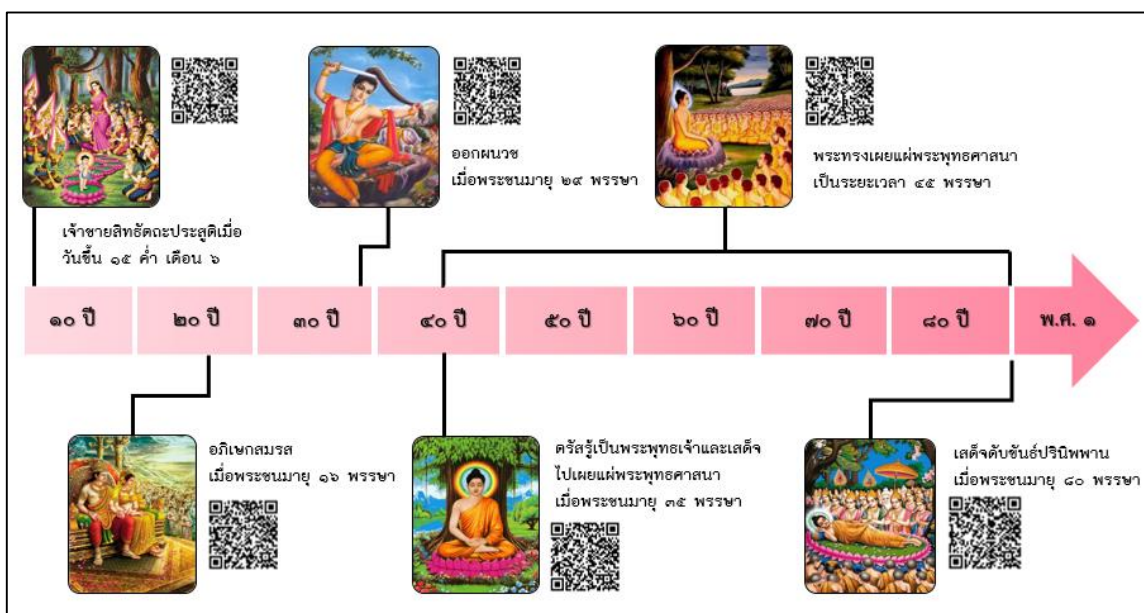 เจ้าชายสิทธัตถะประสูติเมื่อ
วันขึ้น ๑๕ ค่ำ เดือน ๖
ออกผนวช
เมื่อพระชนมายุ ๒๙ พรรษา
พระทรงเผยแผ่พระพุทธศาสนา
เป็นระยะเวลา ๔๕ พรรษา
๑๐ ปี
๒๐ ปี
๓๐ ปี
๔๐ ปี
๕๐ ปี
๖๐ ปี
๗๐ ปี
๘๐ ปี
พ.ศ. ๑
อภิเษกสมรส
เมื่อพระชนมายุ ๑๖ พรรษา
ตรัสรู้เป็นพระพุทธเจ้าและเสด็จ
ไปเผยแผ่พระพุทธศาสนา
เมื่อพระชนมายุ ๓๕ พรรษา
เสด็จดับขันธ์ปรินิพพาน
เมื่อพระชนมายุ ๘๐ พรรษา